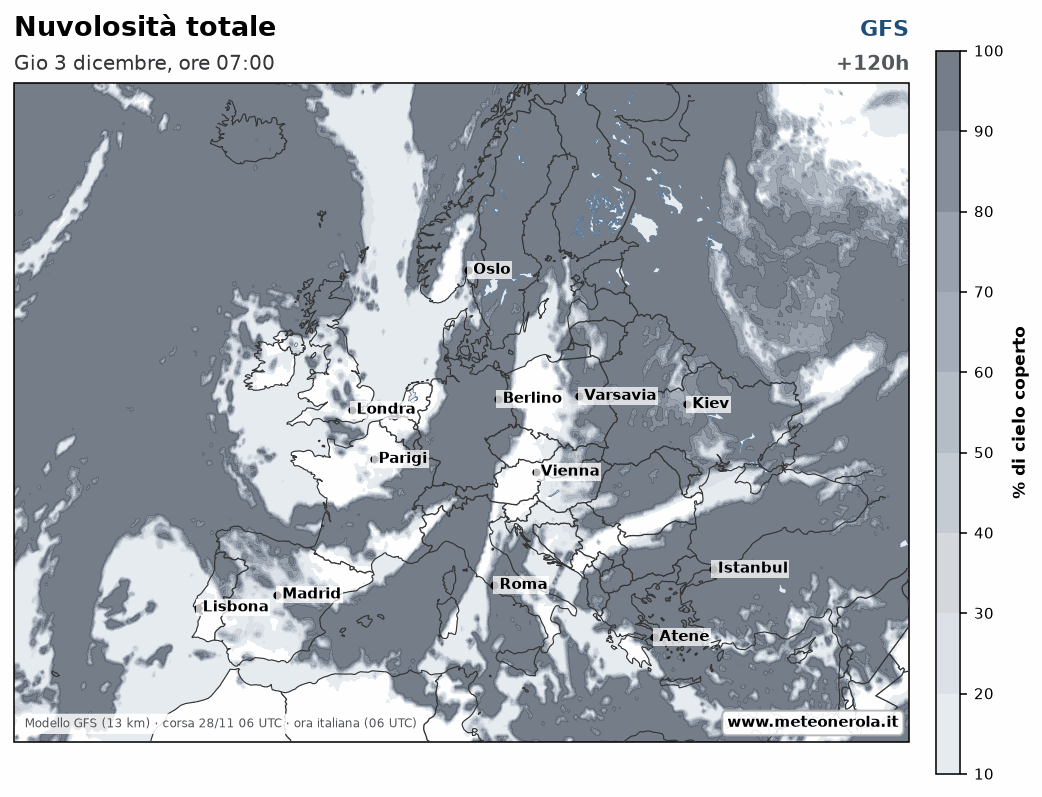 Nuvolosità totale
GFS
Gio 3 dicembre, ore 07:00
+120h
100
90
80
70
60
50
40
30
20
10
% di cielo coperto
Oslo
Berlino
Varsavia
Kiev
Londra
Parigi
Vienna
Istanbul
Roma
Madrid
Lisbona
Atene
Modello GFS (13 km) · corsa 28/11 06 UTC · ora italiana (06 UTC)
www.meteonerola.it